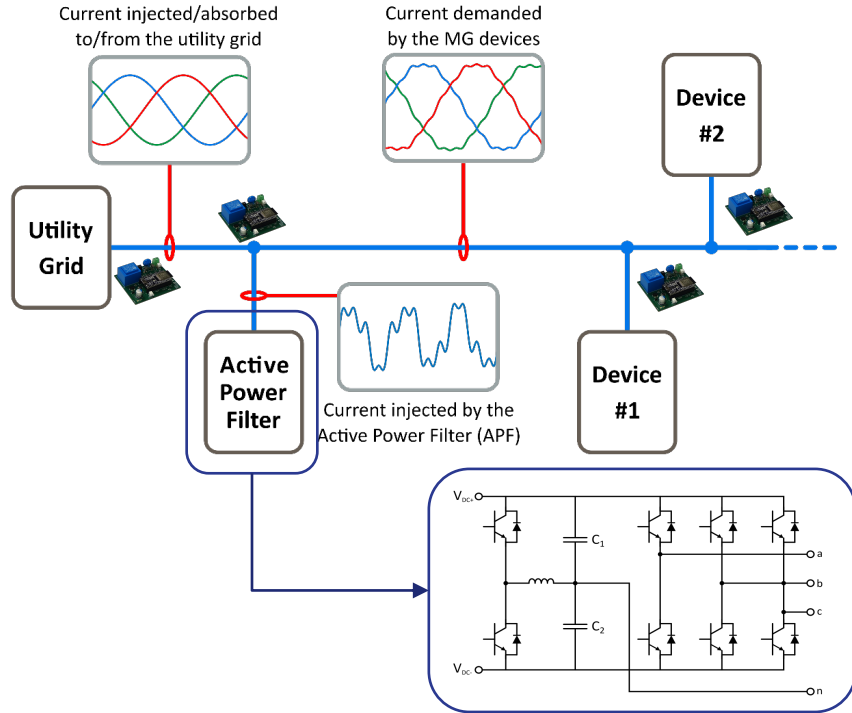 Current injected/absorbed
to/from the utility grid
Current demanded
by the MG devices
Device
#2
Utility
Grid
Active
Power
Filter
Current injected by the
Active Power Filter (APF)
Device
#1
VDC+
C1
C2
VDC-
a
b
c
n